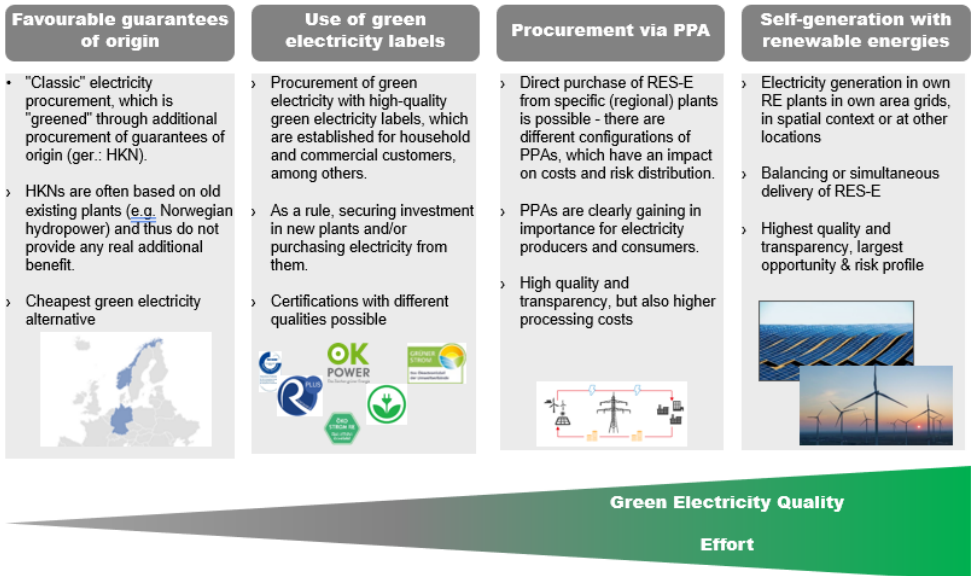 Favourable guarantees
of origin
• "Classic" electricity
procurement, which is
"greened" through additional
procurement of guarantees of
origin (ger.: HKN).
› HKNs are often based on old
existing plants (e.g. Norwegian
hydropower) and thus do not
provide any real additional
benefit.
› Cheapest green electricity
alternative
Use of green
electricity labels
› Procurement of green
electricity with high-quality
green electricity labels, which
are established for household
and commercial customers,
among others.
› As a rule, securing investment
in new plants and/or
purchasing electricity from
them.
› Certifications with different
qualities possible
OK
POWER
GRÜNER
STROM
R PLUS
ÖKO
STROM RE
Procurement via PPA
› Direct purchase of RES-E
from specific (regional) plants
is possible - there are
different configurations of
PPAs, which have an impact
on costs and risk distribution.
› PPAs are clearly gaining in
importance for electricity
producers and consumers.
› High quality and
transparency, but also higher
processing costs
Self-generation with
renewable energies
› Electricity generation in own
RE plants in own area grids,
in spatial context or at other
locations
› Balancing or simultaneous
delivery of RES-E
› Highest quality and
transparency, largest
opportunity & risk profile
Green Electricity Quality
Effort